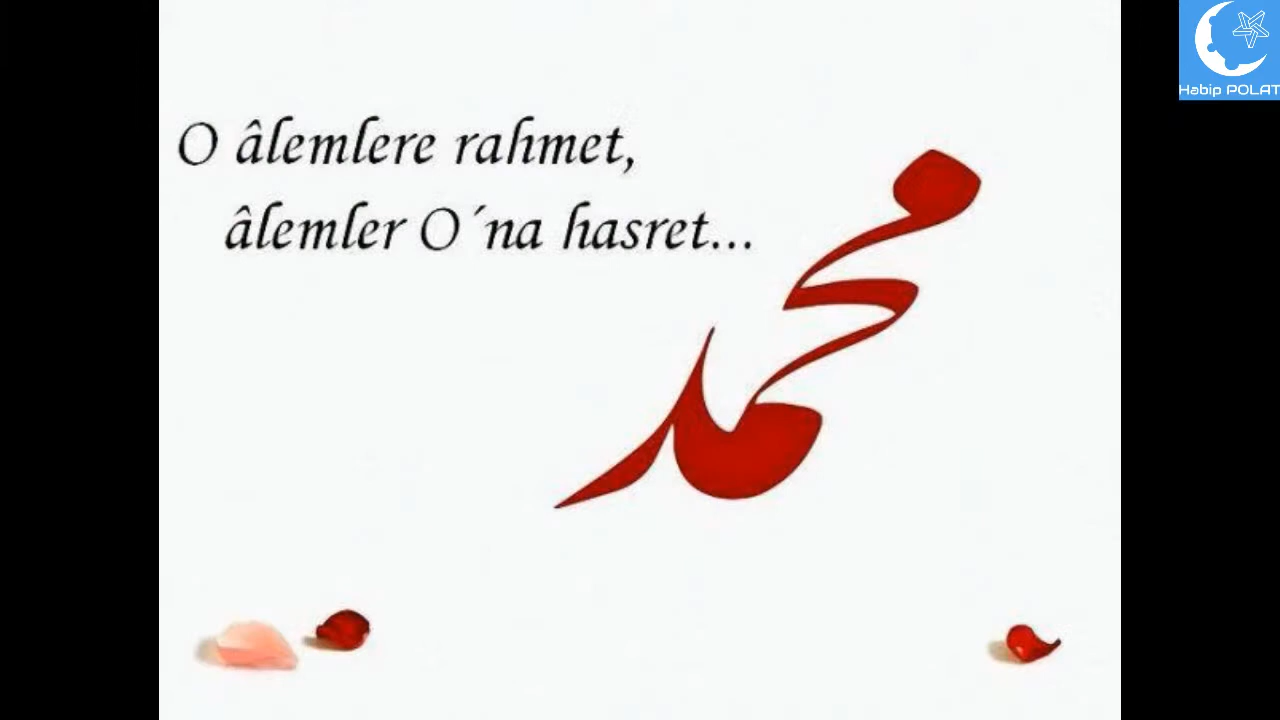 O âlemlere rahmet,
âlemler O´na hasret...
محمد
Habip POLAT